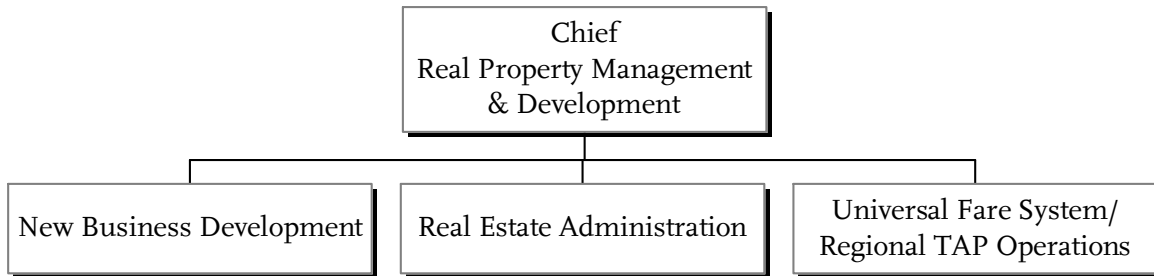 Chief
Real Property Management
& Development
New Business Development
Real Estate Administration
Universal Fare System/
Regional TAP Operations